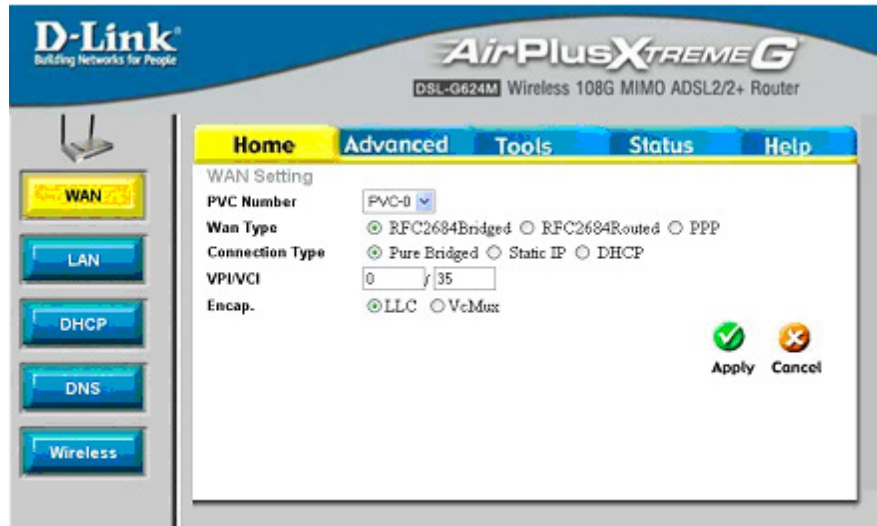 D-Link
Building Networks for People
AirPlusXTREME G
DSL-G624M Wireless 108G MIMO ADSL2/2+ Router
Home Advanced Tools Status Help
WAN
LAN
DHCP
DNS
Wireless
WAN Setting
PVC Number PVC-0
Wan Type RFC2684Bridged RFC2684Routed PPP
Connection Type Pure Bridged Static IP DHCP
VPI/VCI 0 / 35
Encap. LLC VcMux
Apply Cancel